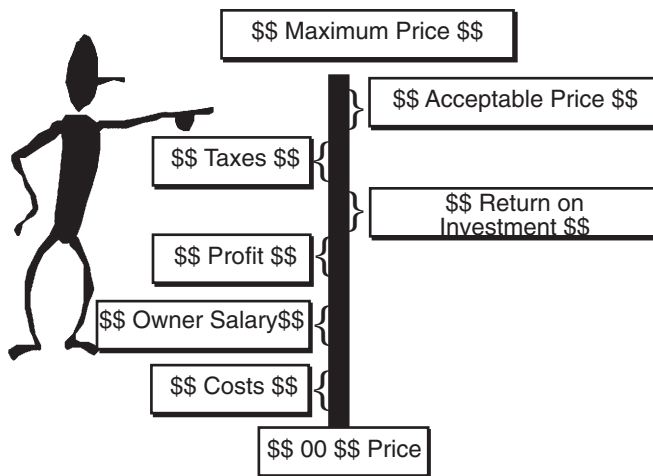 $$ Maximum Price $$
$$ Acceptable Price $$
$$ Taxes $$
$$ Return on
Investment $$
$$ Profit $$
$$ Owner Salary$$
$$ Costs $$
$$ 00 $$ Price